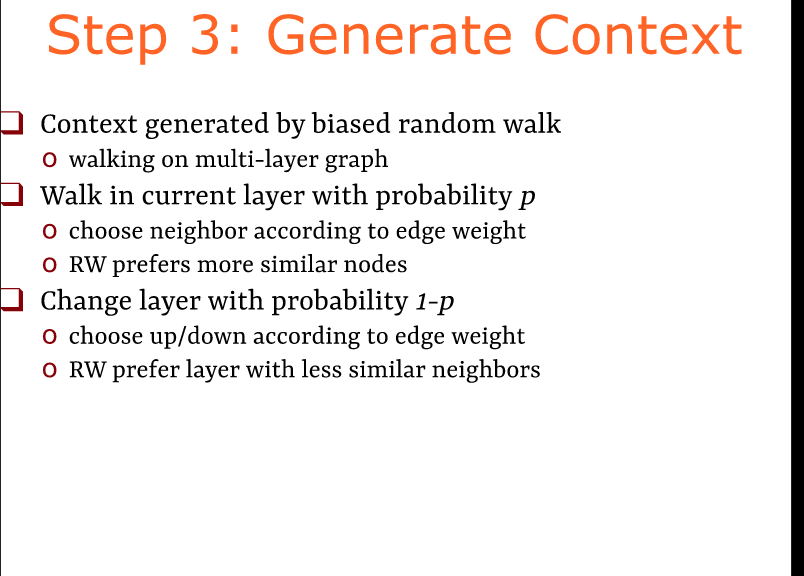 Step 3: Generate Context
Context generated by biased random walk
o walking on multi-layer graph
Walk in current layer with probability p
o choose neighbor according to edge weight
o RW prefers more similar nodes
Change layer with probability 1-p
o choose up/down according to edge weight
o RW prefer layer with less similar neighbors